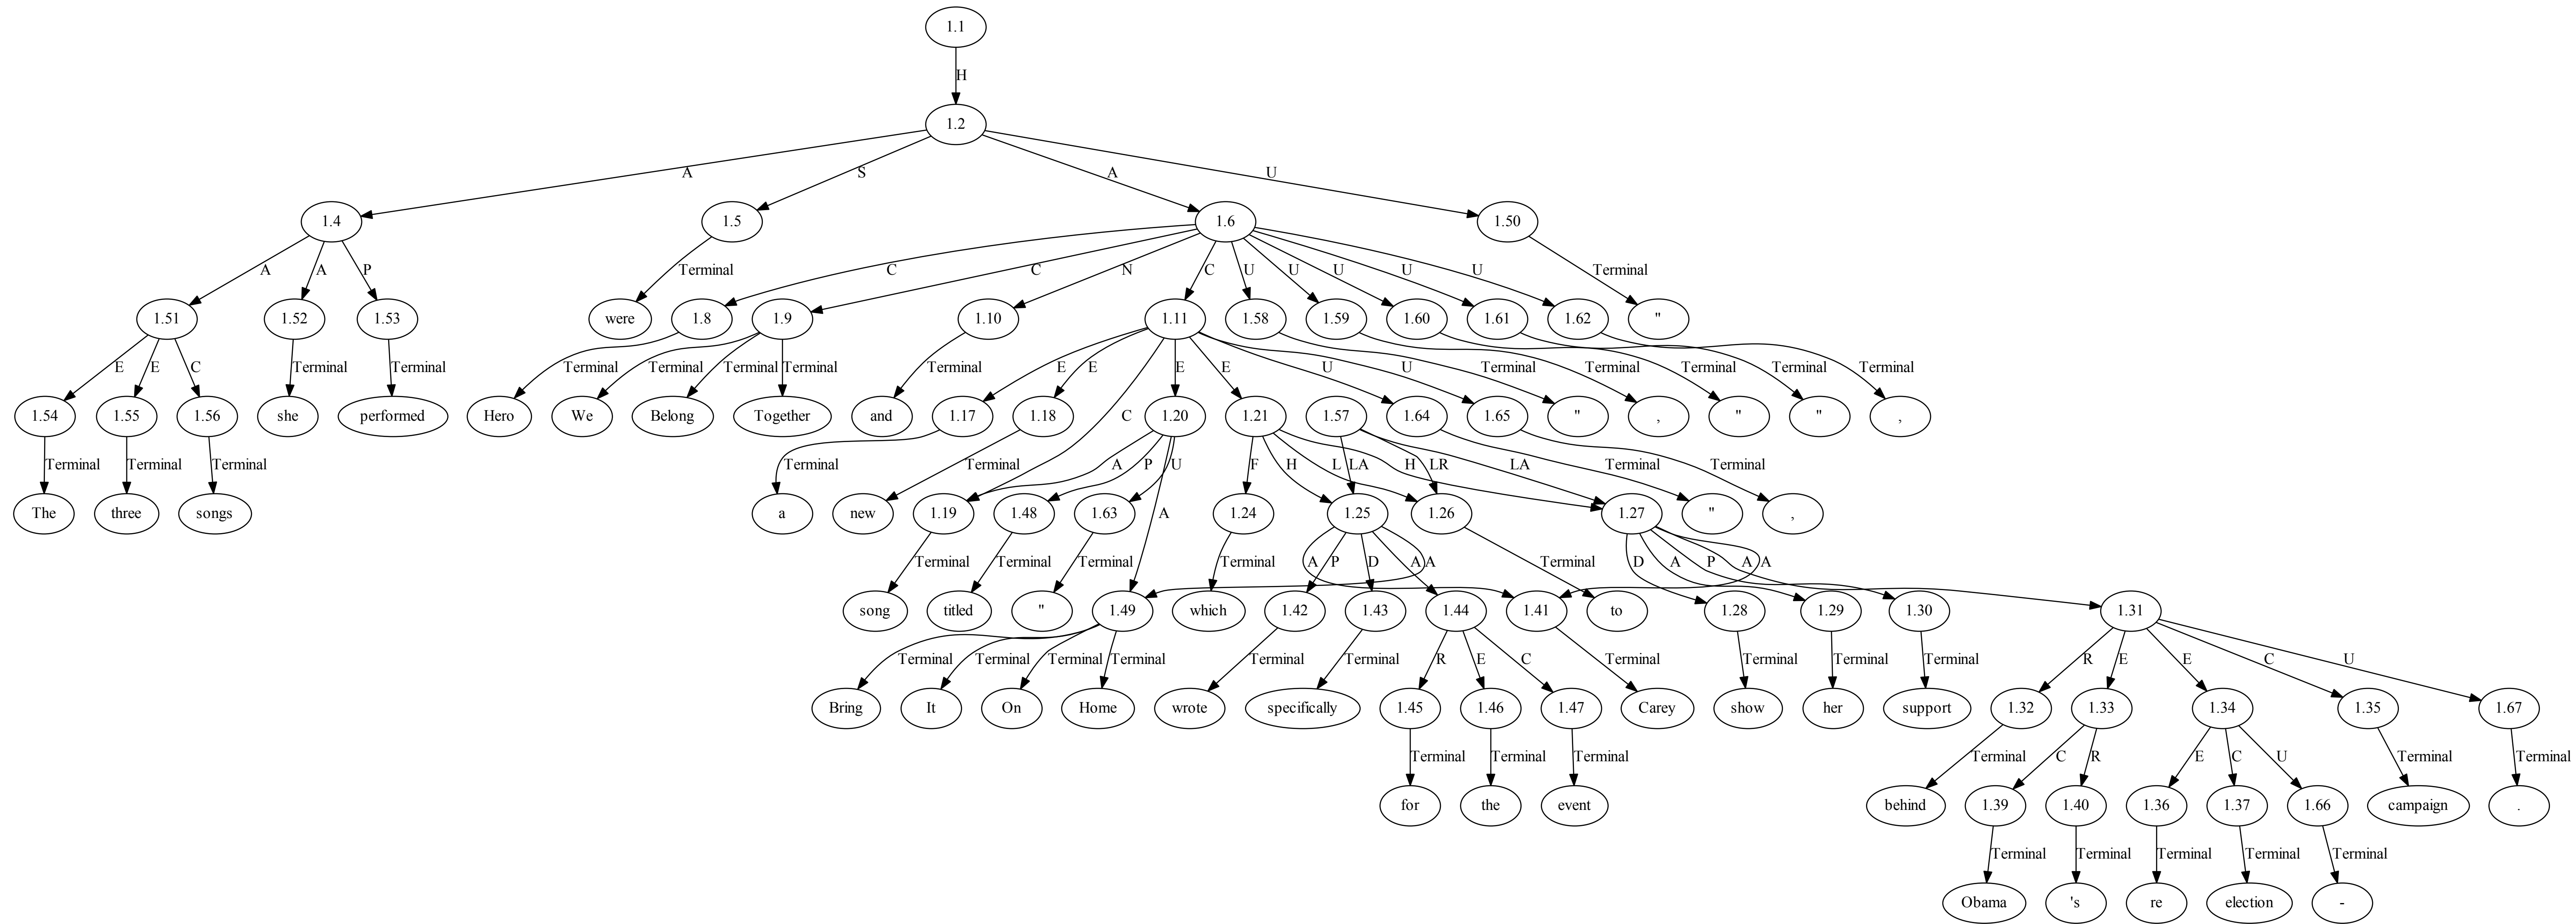 1.1
H
1.2
A S A U
1.4 1.5 1.6 1.50
A A P Terminal C C N C U U U U U Terminal
1.51 1.52 1.53 were 1.8 1.9 1.10 1.11 1.58 1.59 1.60 1.61 1.62 "
E E C Terminal Terminal Terminal Terminal Terminal Terminal Terminal E E C E E U U Terminal Terminal Terminal Terminal Terminal
1.54 1.55 1.56 she performed Hero We Belong Together and 1.17 1.18 1.20 1.21 1.57 1.64 1.65 " , " " ,
Terminal Terminal Terminal Terminal Terminal A P U A F H L LA LR H LA Terminal Terminal
The three songs a new 1.19 1.48 1.63 1.24 1.25 1.26 1.27 " ,
Terminal Terminal Terminal Terminal A P D A A Terminal D A P A A
song titled " 1.49 which 1.42 1.43 1.44 1.41 to 1.28 1.29 1.30 1.31
Terminal Terminal Terminal Terminal Terminal Terminal R E C Terminal Terminal Terminal Terminal R E E C U
Bring It On Home wrote specifically 1.45 1.46 1.47 Carey show her support 1.32 1.33 1.34 1.35 1.67
Terminal Terminal Terminal Terminal C R E C U Terminal Terminal
for the event behind 1.39 1.40 1.36 1.37 1.66 campaign .
Terminal Terminal Terminal Terminal Terminal
Obama 's re election -